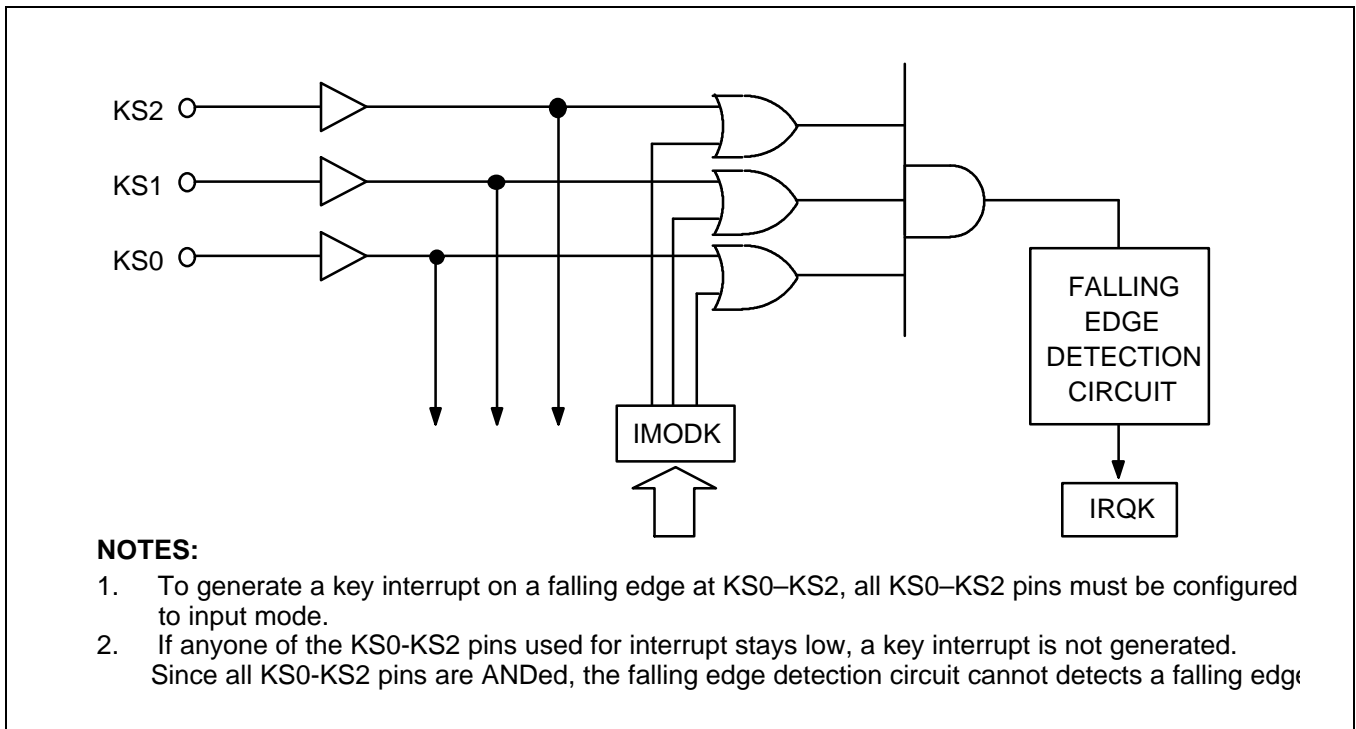 KS2
KS1
KS0
FALLING
EDGE
DETECTION
CIRCUIT
IMODK
IRQK
NOTES:
1. To generate a key interrupt on a falling edge at KS0–KS2, all KS0–KS2 pins must be configured
to input mode.
2. If anyone of the KS0-KS2 pins used for interrupt stays low, a key interrupt is not generated.
Since all KS0-KS2 pins are ANDed, the falling edge detection circuit cannot detects a falling edge